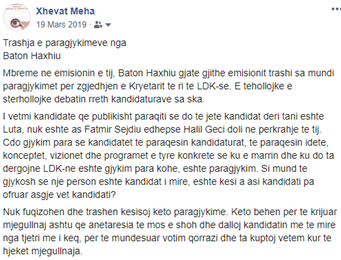 Xhevat Meha
19 Mars 2019
Trashja e paragjykimeve nga
Baton Haxhiu
Mbreme ne emisionin e tij, Baton Haxhiu gjate gjithe emisionit trashi sa mundi
paragjykimet per zgjedhjen e Kryetarit te ri te LDK-se. E tehollojke e
sterhollojke debatin rreth kandidaturave sa ska.
I vetmi kandidate qe publikisht paraqiti se do te jete kandidat deri tani eshte
Luta, nuk eshte as Fatmir Sejdiu edhepse Halil Geci doli ne perkrahje te tij.
Cdo gjykim para se kandidatet te paraqesin kandidaturat, te paraqesin idete,
konceptet, vizionet dhe programet e tyre konkrete se ku e marrin dhe ku do ta
dergojne LDK-ne eshte gjykim para kohe, eshte paragjykim. Si mund te
gjykosh se nje person eshte kandidat i mire, eshte kesi a asi kandidati pa
ofruar asgje vet kandidati?
Nuk fuqizohen dhe trashen kesisoj keto paragjykime. Keto behen per te krijuar
mjegullnaj ashtu qe anetaresia te mos e shoh dhe dalloj kandidatin me te mire
nga tjetri me i keq, per te mundesuar votim qorrazi dhe ta kuptoj vetem kur te
hjeket mjegullnaja.